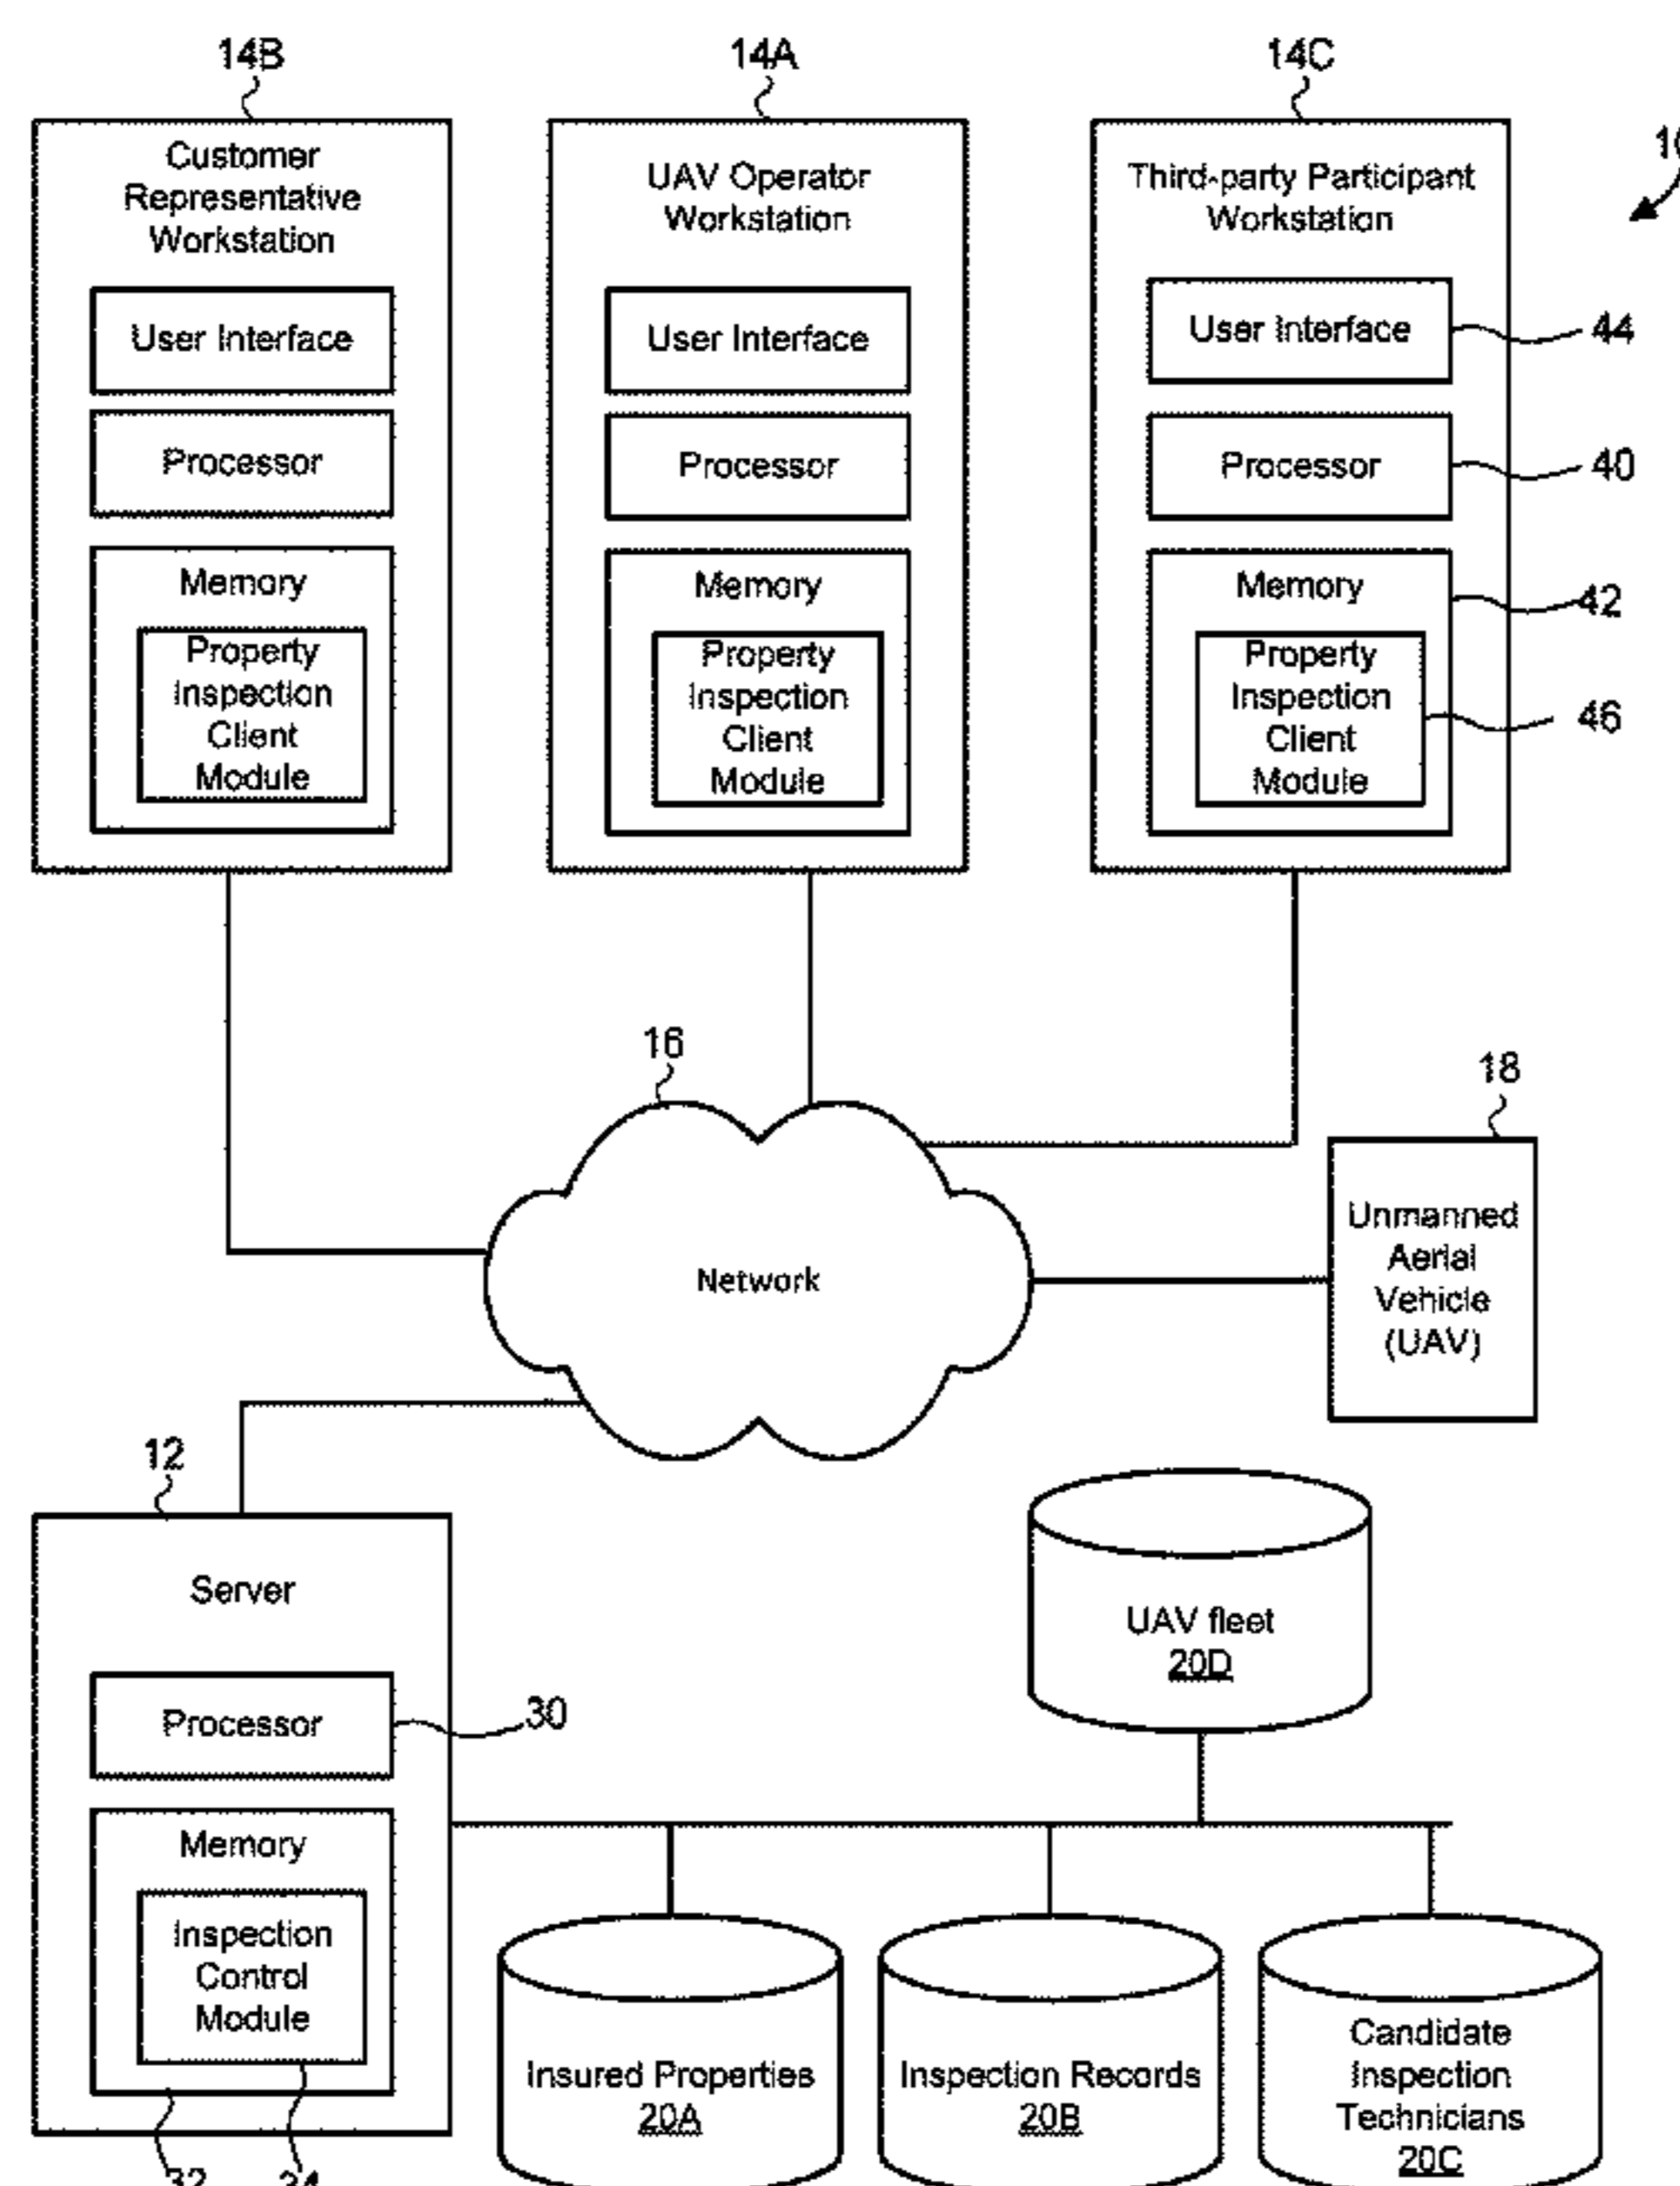 14B
14A
14C
Customer
Representative
Workstation
UAV Operator
Workstation
Third-party Participant
Workstation
User Interface
User Interface
User Interface
44
Processor
Processor
Processor
40
Memory
Memory
Memory
42
Property
Inspection
Client
Module
Property
Inspection
Client
Module
Property
Inspection
Client
Module
46
16
18
Network
Unmanned
Aerial
Vehicle
(UAV)
12
Server
UAV fleet
20D
Processor
30
Memory
Inspection
Control
Module
Insured Properties
20A
Inspection Records
20B
Candidate
Inspection
Technicians
20C
32
34